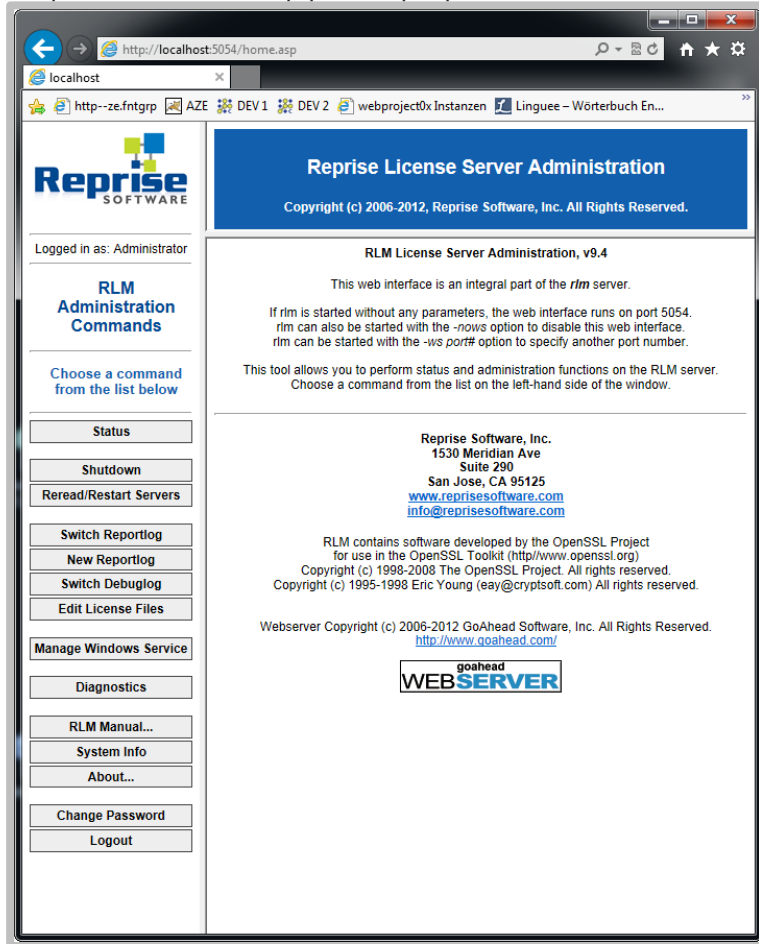 http://localhost:5054/home.asp
localhost
http--ze.fntgrp AZE DEV 1 DEV 2 webproject0x Instanzen Linguee – Wörterbuch En... »
Reprise
SOFTWARE
Logged in as: Administrator
RLM
Administration
Commands
Choose a command
from the list below
Status
Shutdown
Reread/Restart Servers
Switch Reportlog
New Reportlog
Switch Debuglog
Edit License Files
Manage Windows Service
Diagnostics
RLM Manual...
System Info
About...
Change Password
Logout
Reprise License Server Administration
Copyright (c) 2006-2012, Reprise Software, Inc. All Rights Reserved.
RLM License Server Administration, v9.4
This web interface is an integral part of the rlm server.
If rlm is started without any parameters, the web interface runs on port 5054.
rlm can also be started with the -nows option to disable this web interface.
rlm can be started with the -ws port# option to specify another port number.
This tool allows you to perform status and administration functions on the RLM server.
Choose a command from the list on the left-hand side of the window.
Reprise Software, Inc.
1530 Meridian Ave
Suite 290
San Jose, CA 95125
www.reprisesoftware.com
info@reprisesoftware.com
RLM contains software developed by the OpenSSL Project
for use in the OpenSSL Toolkit (http//www.openssl.org)
Copyright (c) 1998-2008 The OpenSSL Project. All rights reserved.
Copyright (c) 1995-1998 Eric Young (eay@cryptsoft.com) All rights reserved.
Webserver Copyright (c) 2006-2012 GoAhead Software, Inc. All Rights Reserved.
http://www.goahead.com/
goahead
WEBSERVER